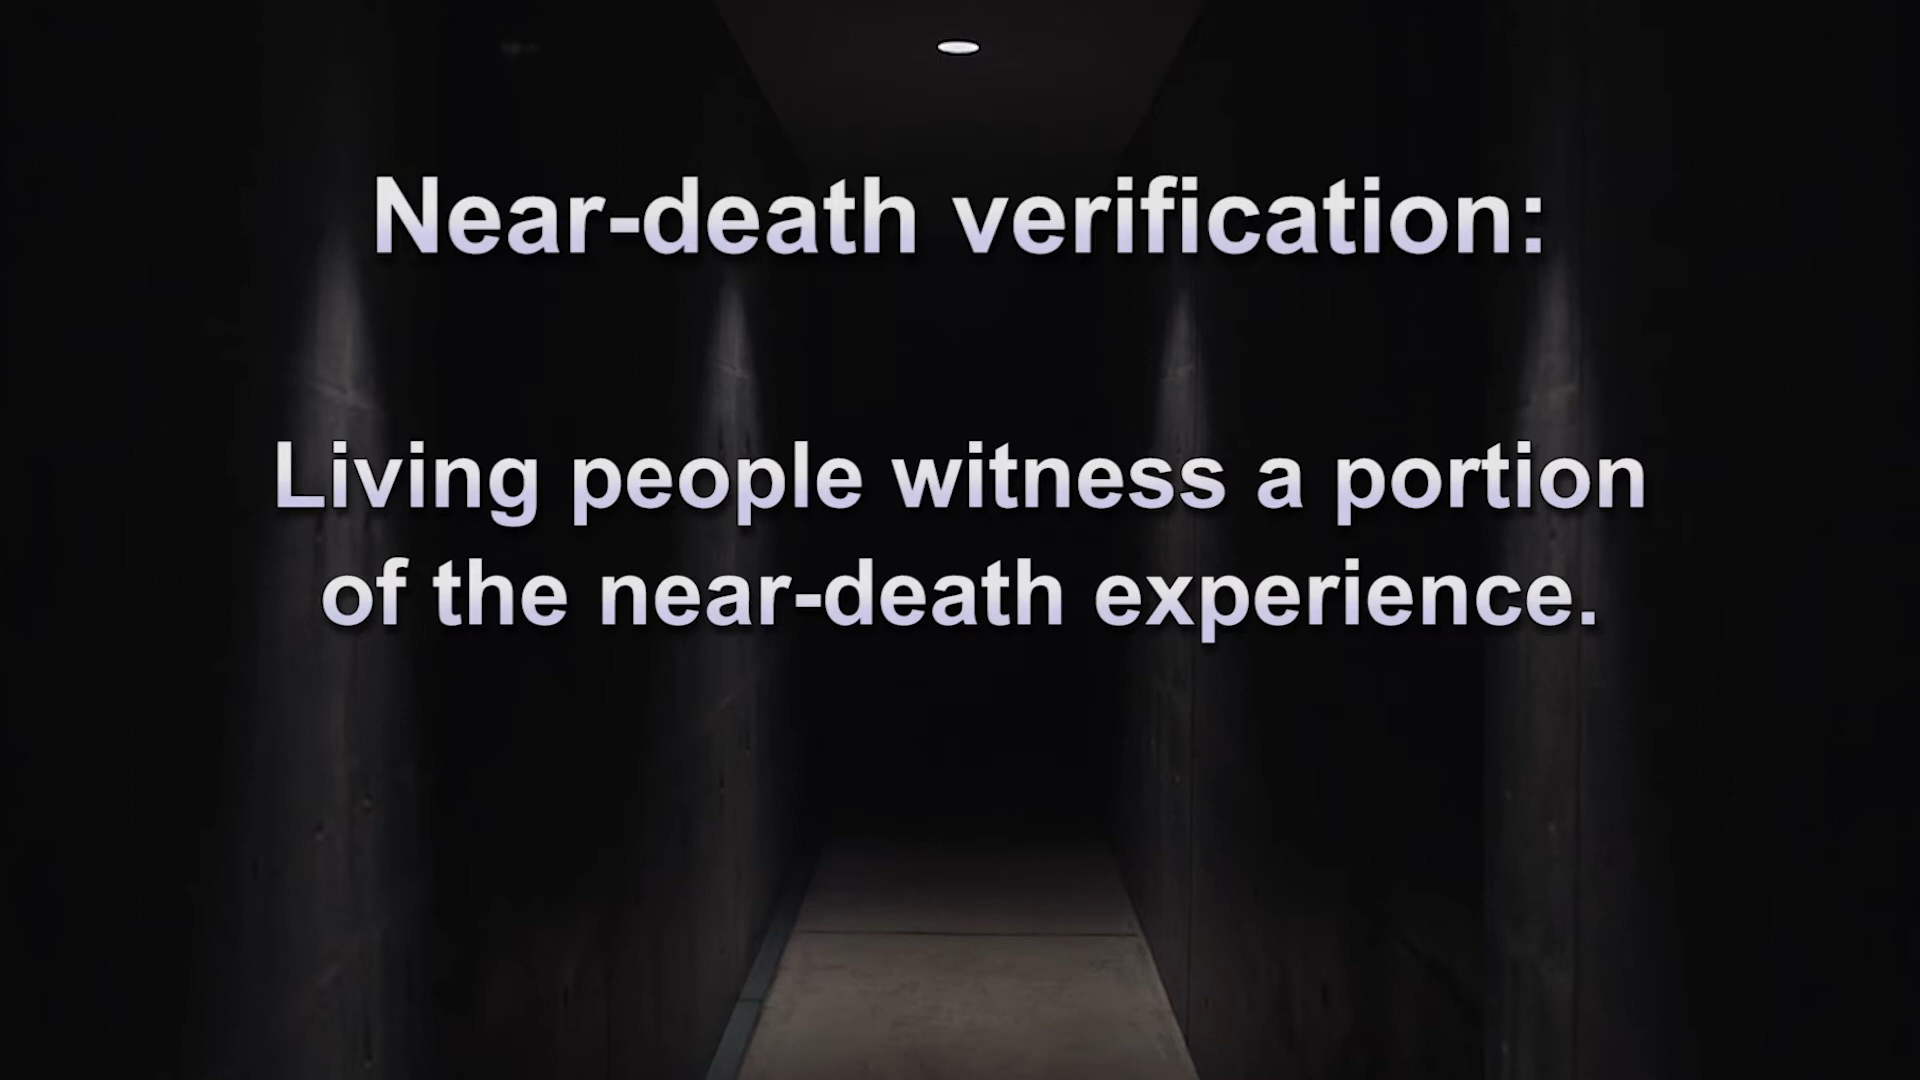 Near-death verification:
Living people witness a portion
of the near-death experience.